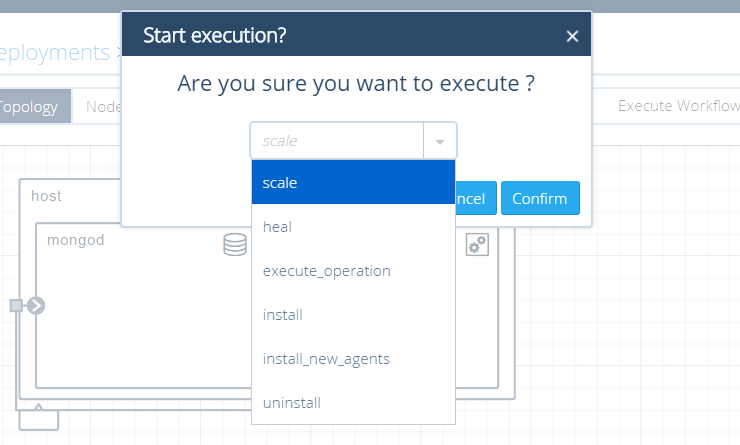 Start execution?
Are you sure you want to execute ?
eployments >
Topology
Node
Execute Workflow
scale
scale
heal
execute_operation
install
install_new_agents
uninstall
ncel
Confirm
host
mongod